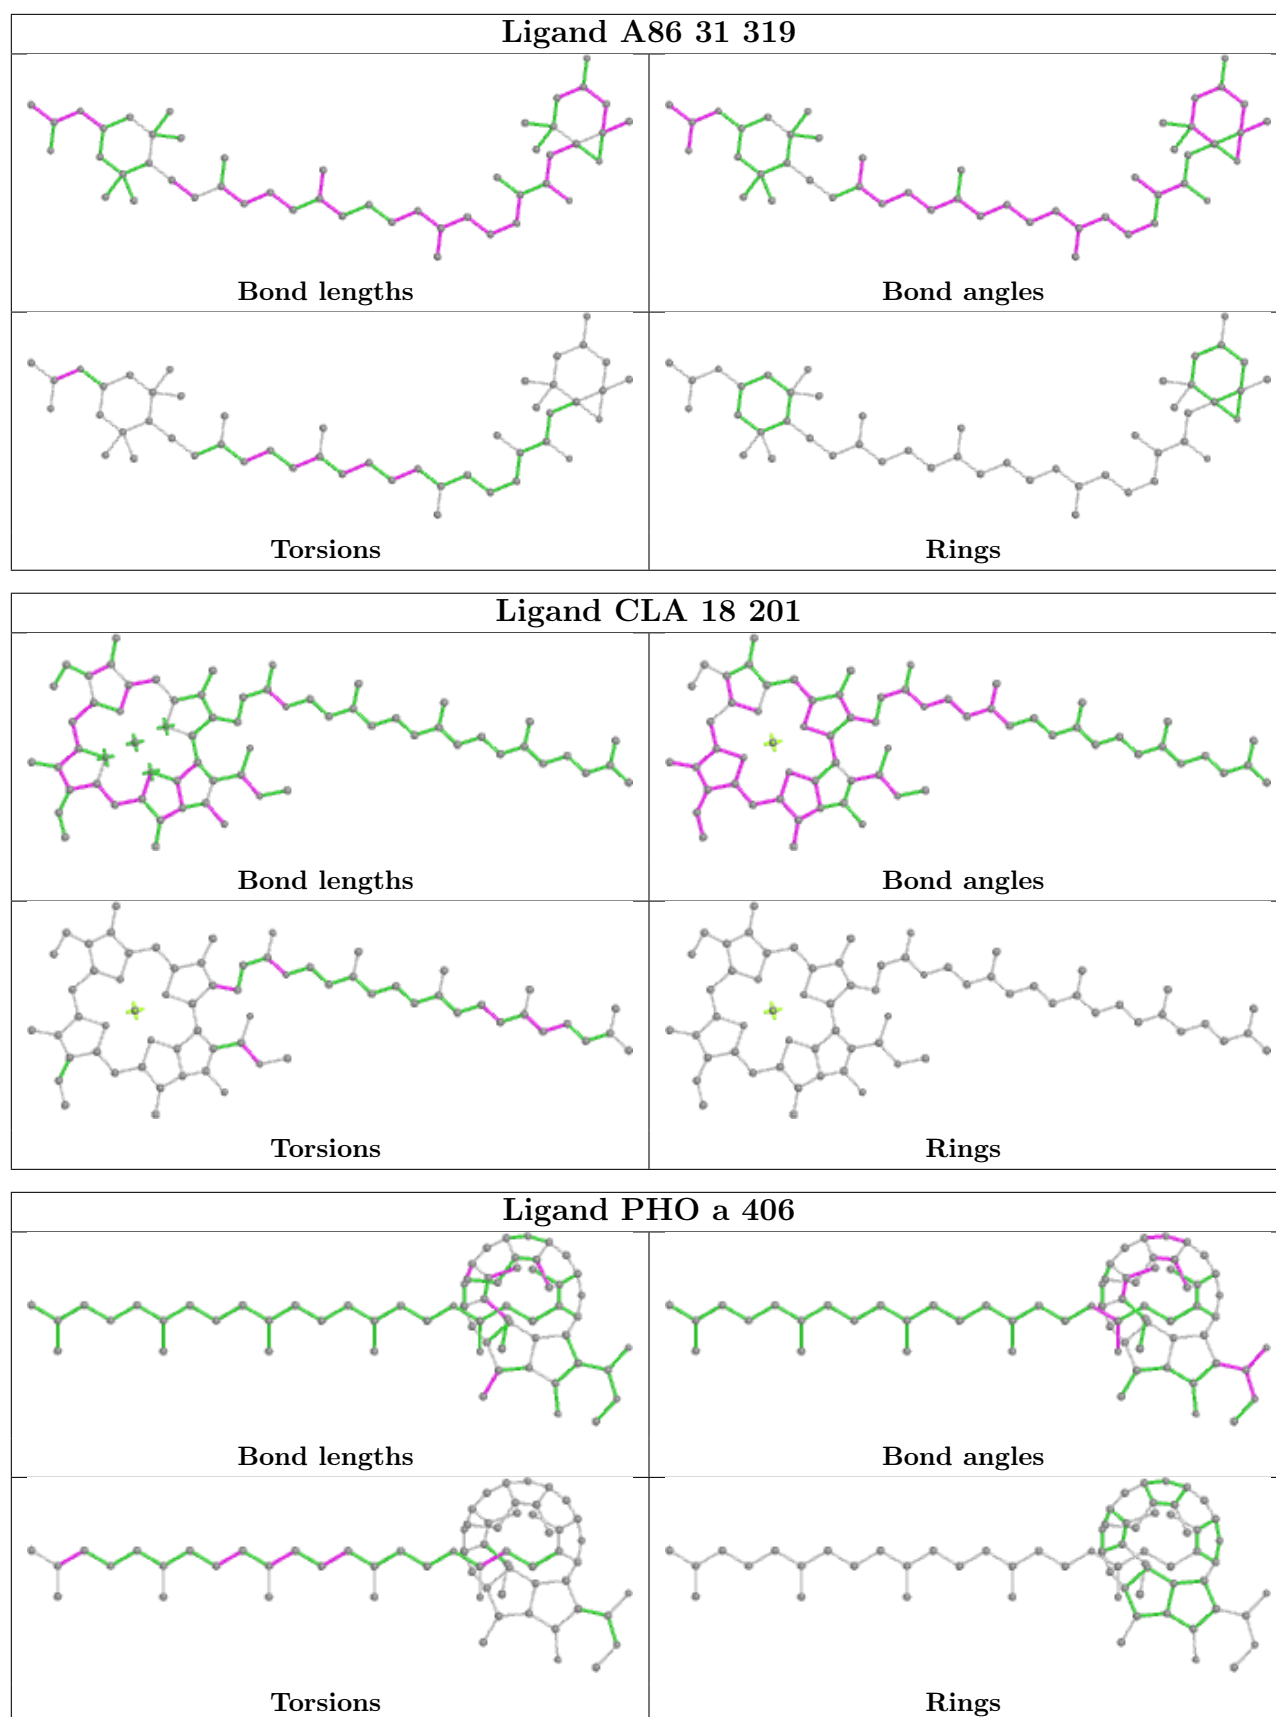 Ligand A86 31 319
Bond lengths
Bond angles
Torsions
Rings
Ligand CLA 18 201
Bond lengths
Bond angles
Torsions
Rings
Ligand PHO a 406
Bond lengths
Bond angles
Torsions
Rings